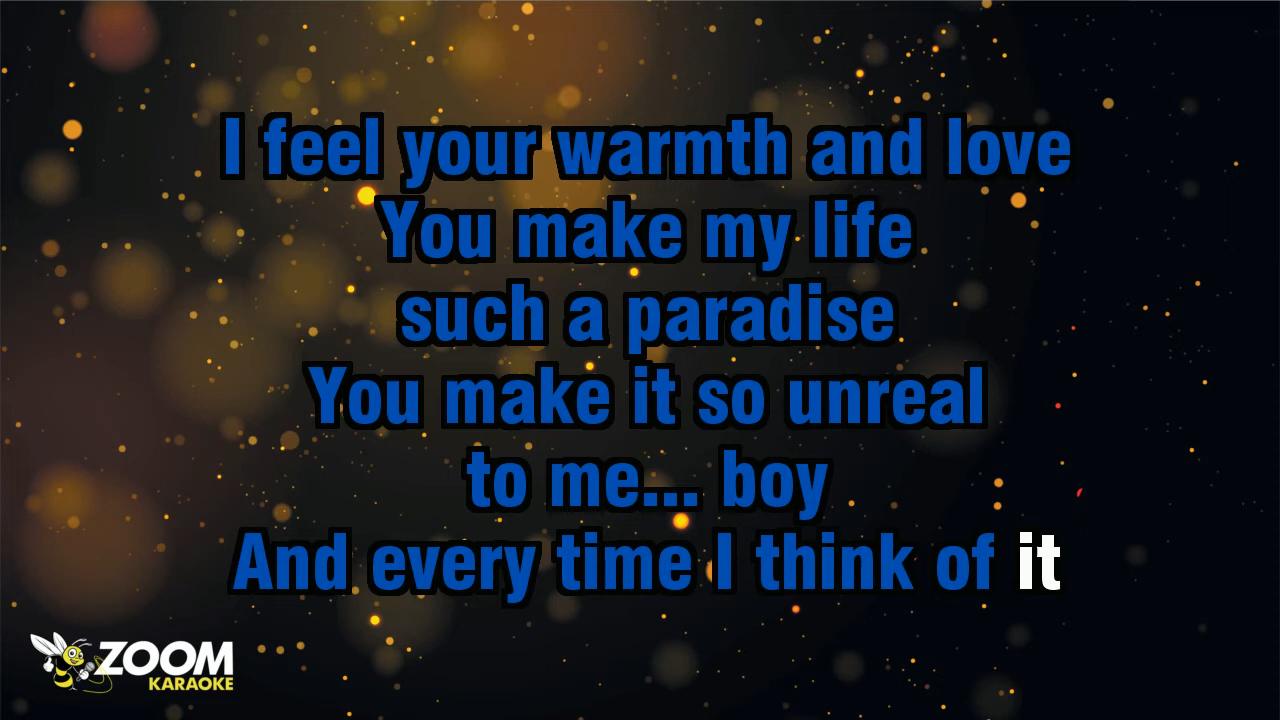 I feel your warmth and love
You make my life
such a paradise
You make it so unreal
to me... boy
And every time I think of it
ZOOM
KARAOKE